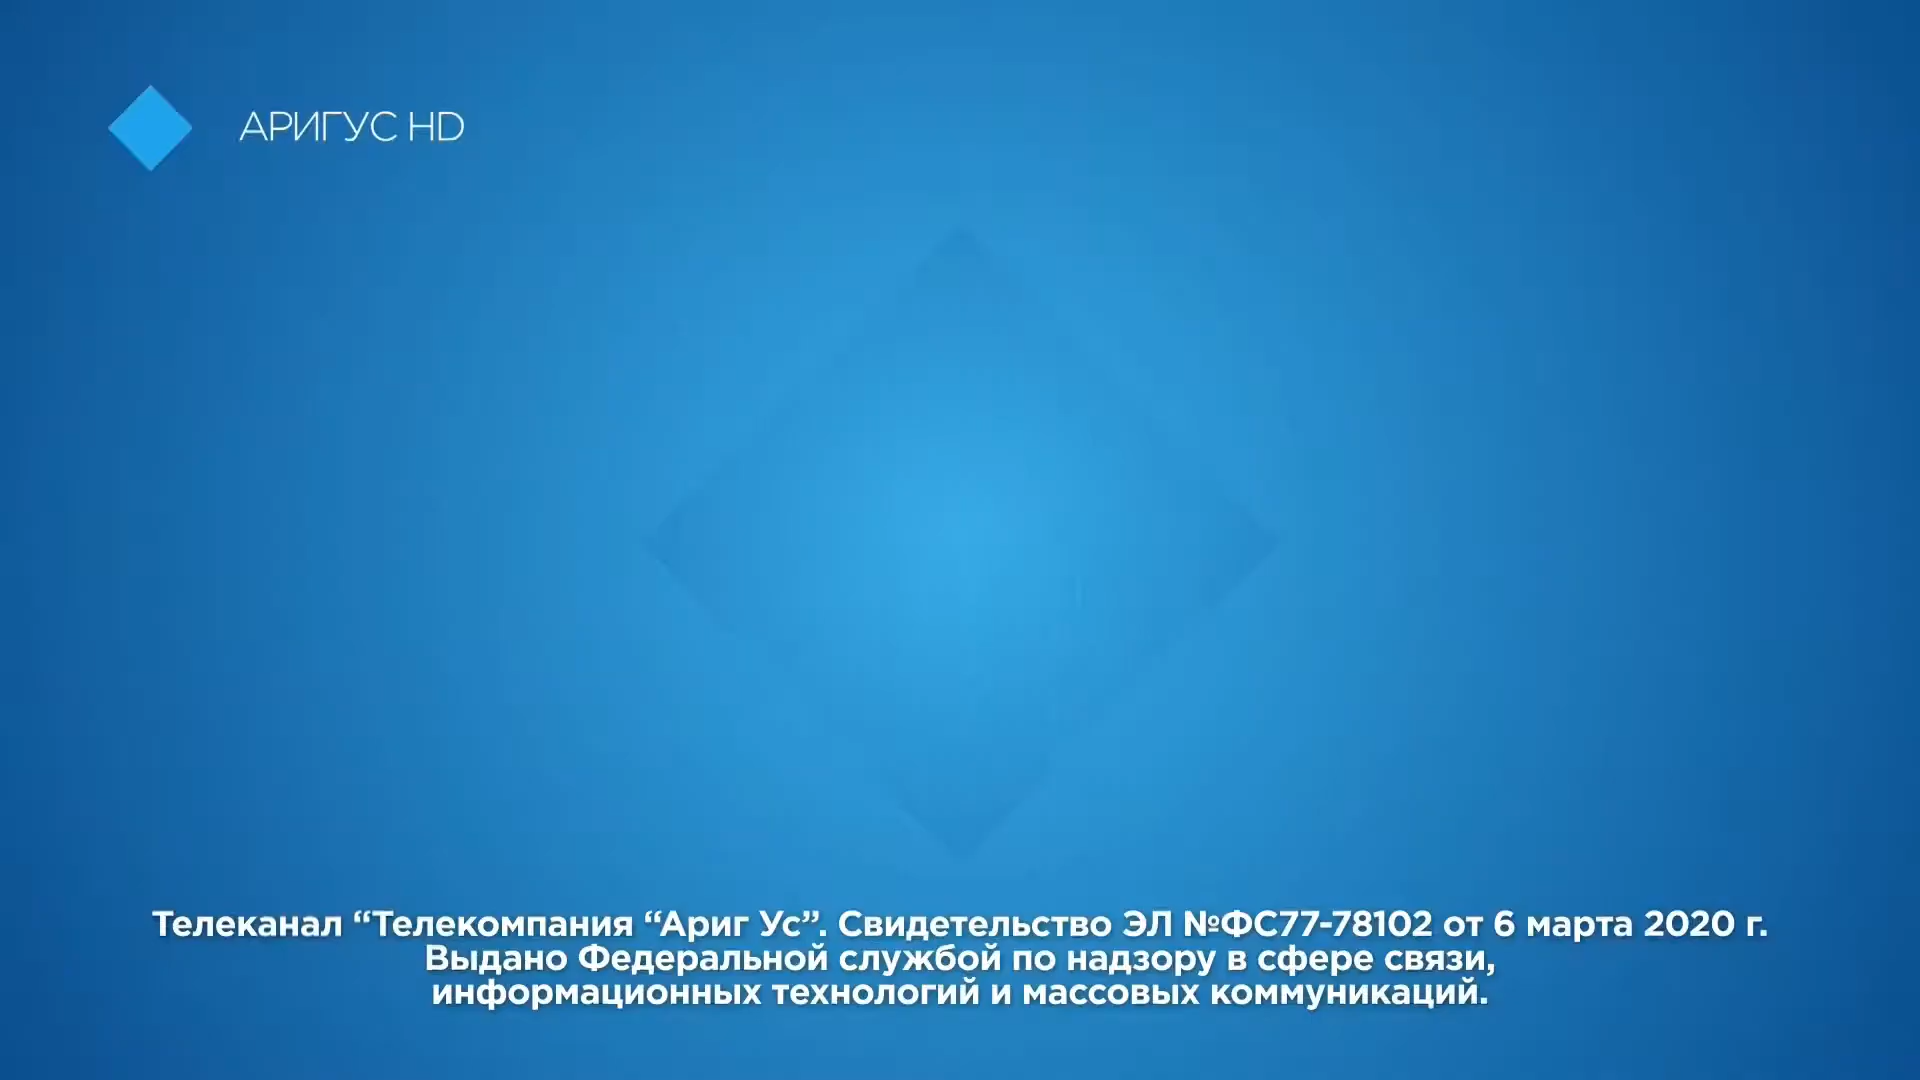 АРИГУС HD
Телеканал “Телекомпания “Ариг Ус”. Свидетельство ЭЛ №ФС77-78102 от 6 марта 2020 г.
Выдано Федеральной службой по надзору в сфере связи,
информационных технологий и массовых коммуникаций.